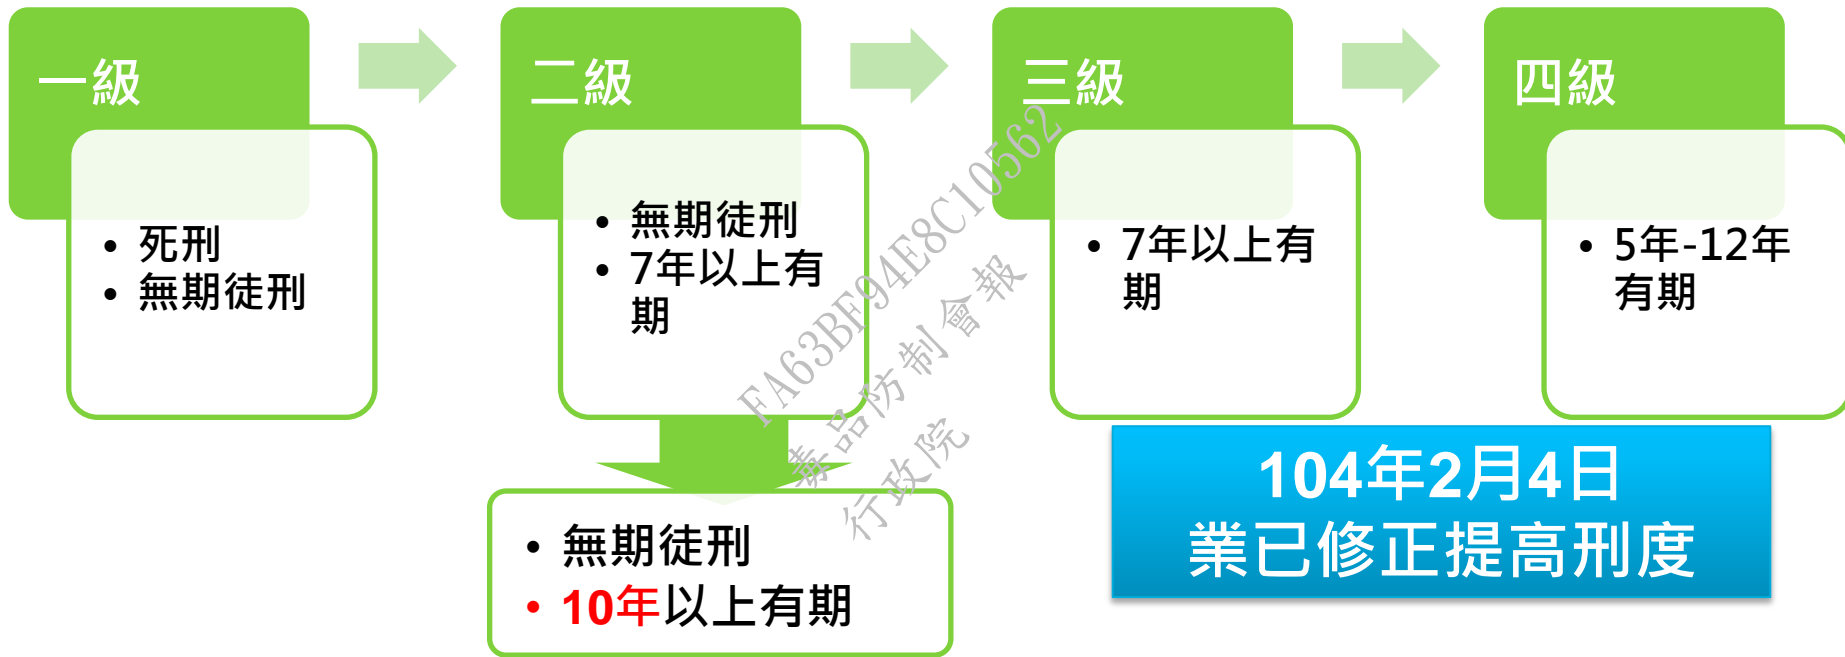 一級
• 死刑
• 無期徒刑
二級
• 無期徒刑
• 7年以上有
期
三級
• 7年以上有
期
四級
• 5年-12年
有期
• 無期徒刑
• 10年以上有期
104年2月4日
業已修正提高刑度
FA63BF94E8C10562
毒品防制會報
行政院